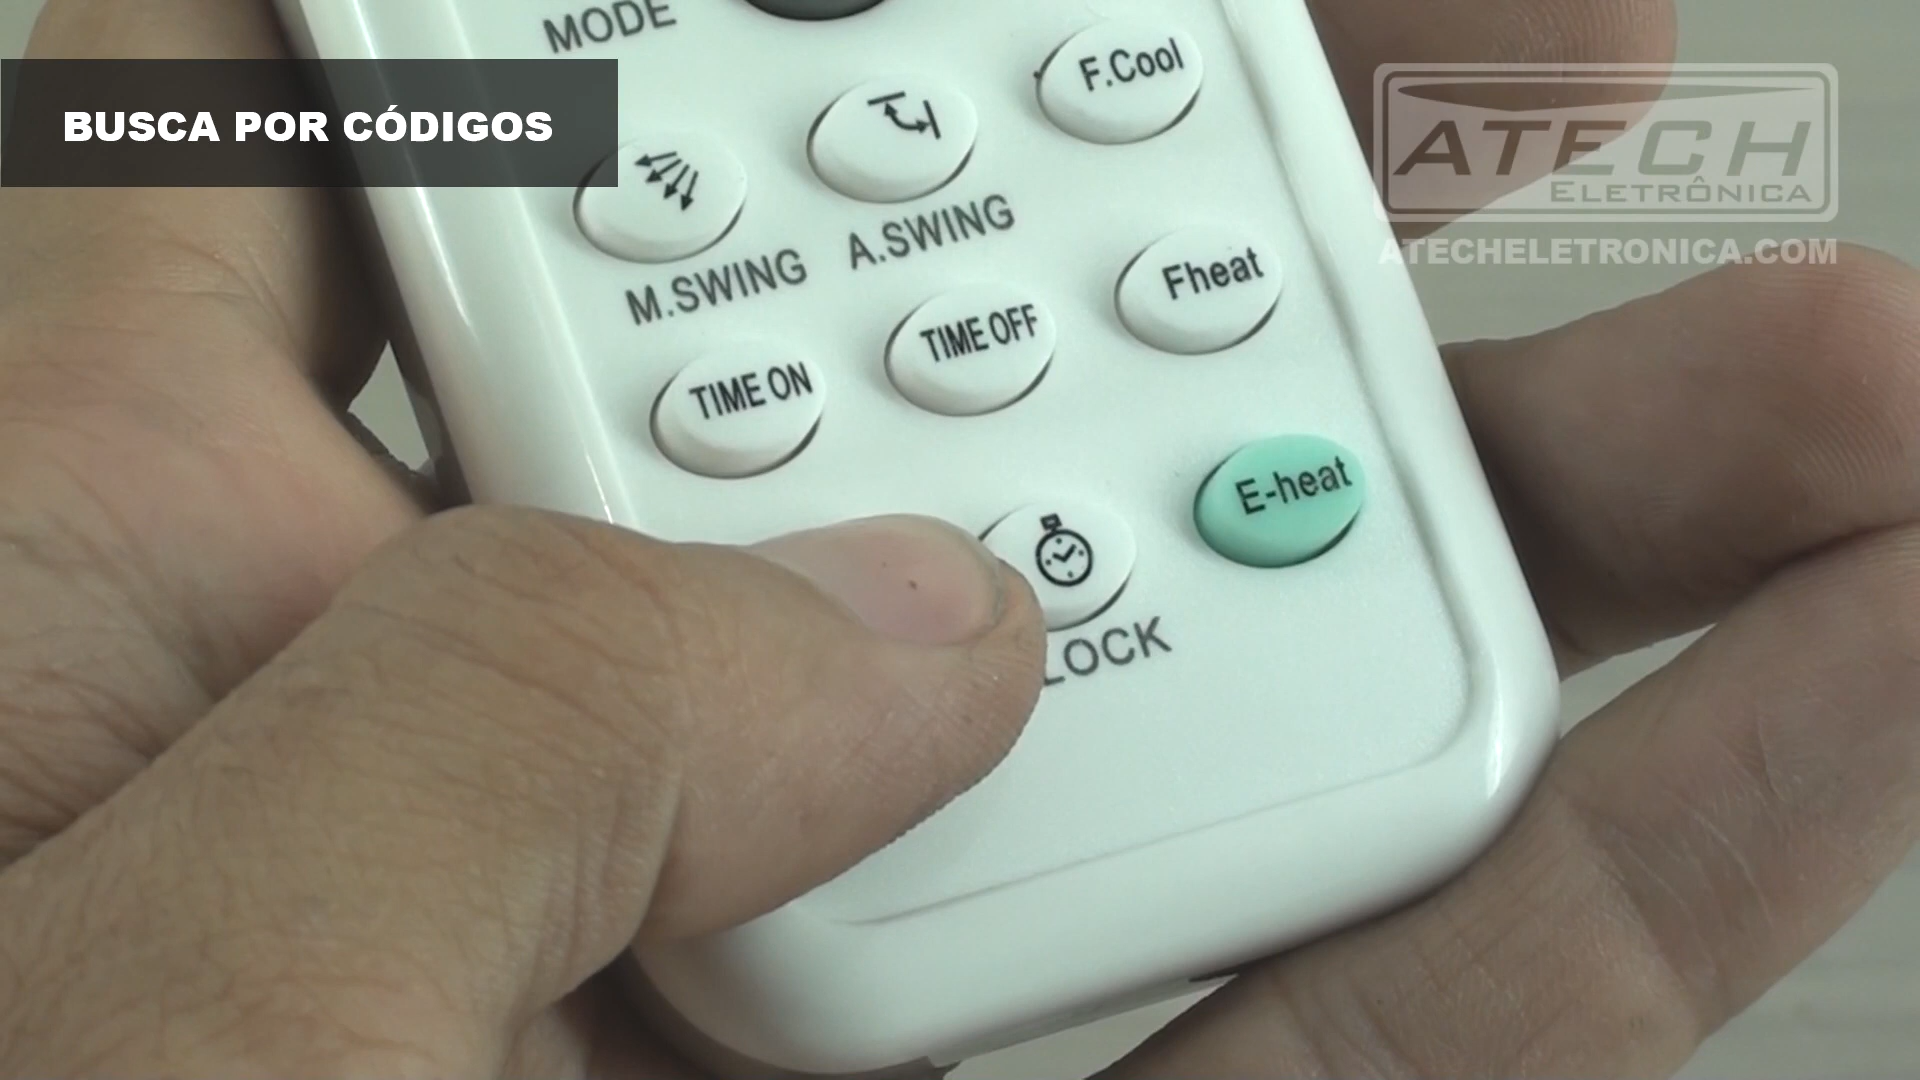 MODE
BUSCA POR CÓDIGOS
F.Cool
ATECH
ELETRÔNICA
ATECHELETRONICA.COM
M.SWING
A.SWING
Fheat
TIME ON
TIME OFF
E-heat
LOCK